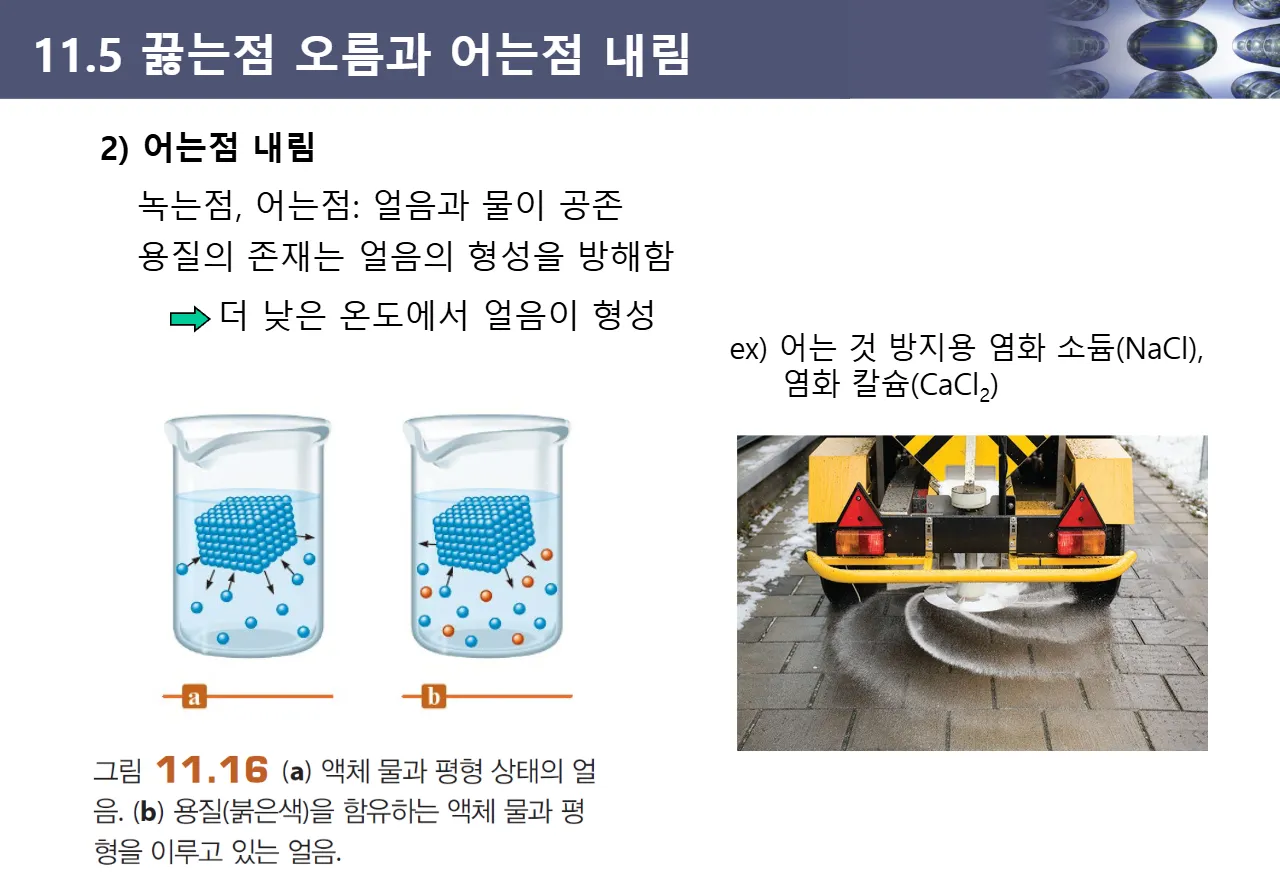 11.5 끓는점 오름과 어는점 내림
2) 어는점 내림
녹는점, 어는점: 얼음과 물이 공존
용질의 존재는 얼음의 형성을 방해함
더 낮은 온도에서 얼음이 형성
ex) 어는 것 방지용 염화 소듐(NaCl),
염화 칼슘(CaCl₂)
a
b
그림 11.16 (a) 액체 물과 평형 상태의 얼
음. (b) 용질(붉은색)을 함유하는 액체 물과 평
형을 이루고 있는 얼음.